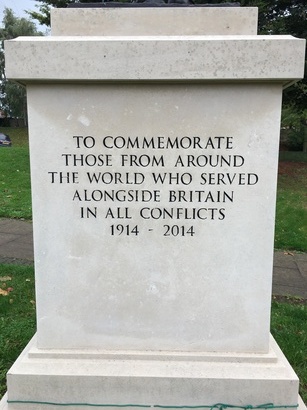 TO COMMEMORATE
THOSE FROM AROUND
THE WORLD WHO SERVED
ALONGSIDE BRITAIN
IN ALL CONFLICTS
1914 - 2014